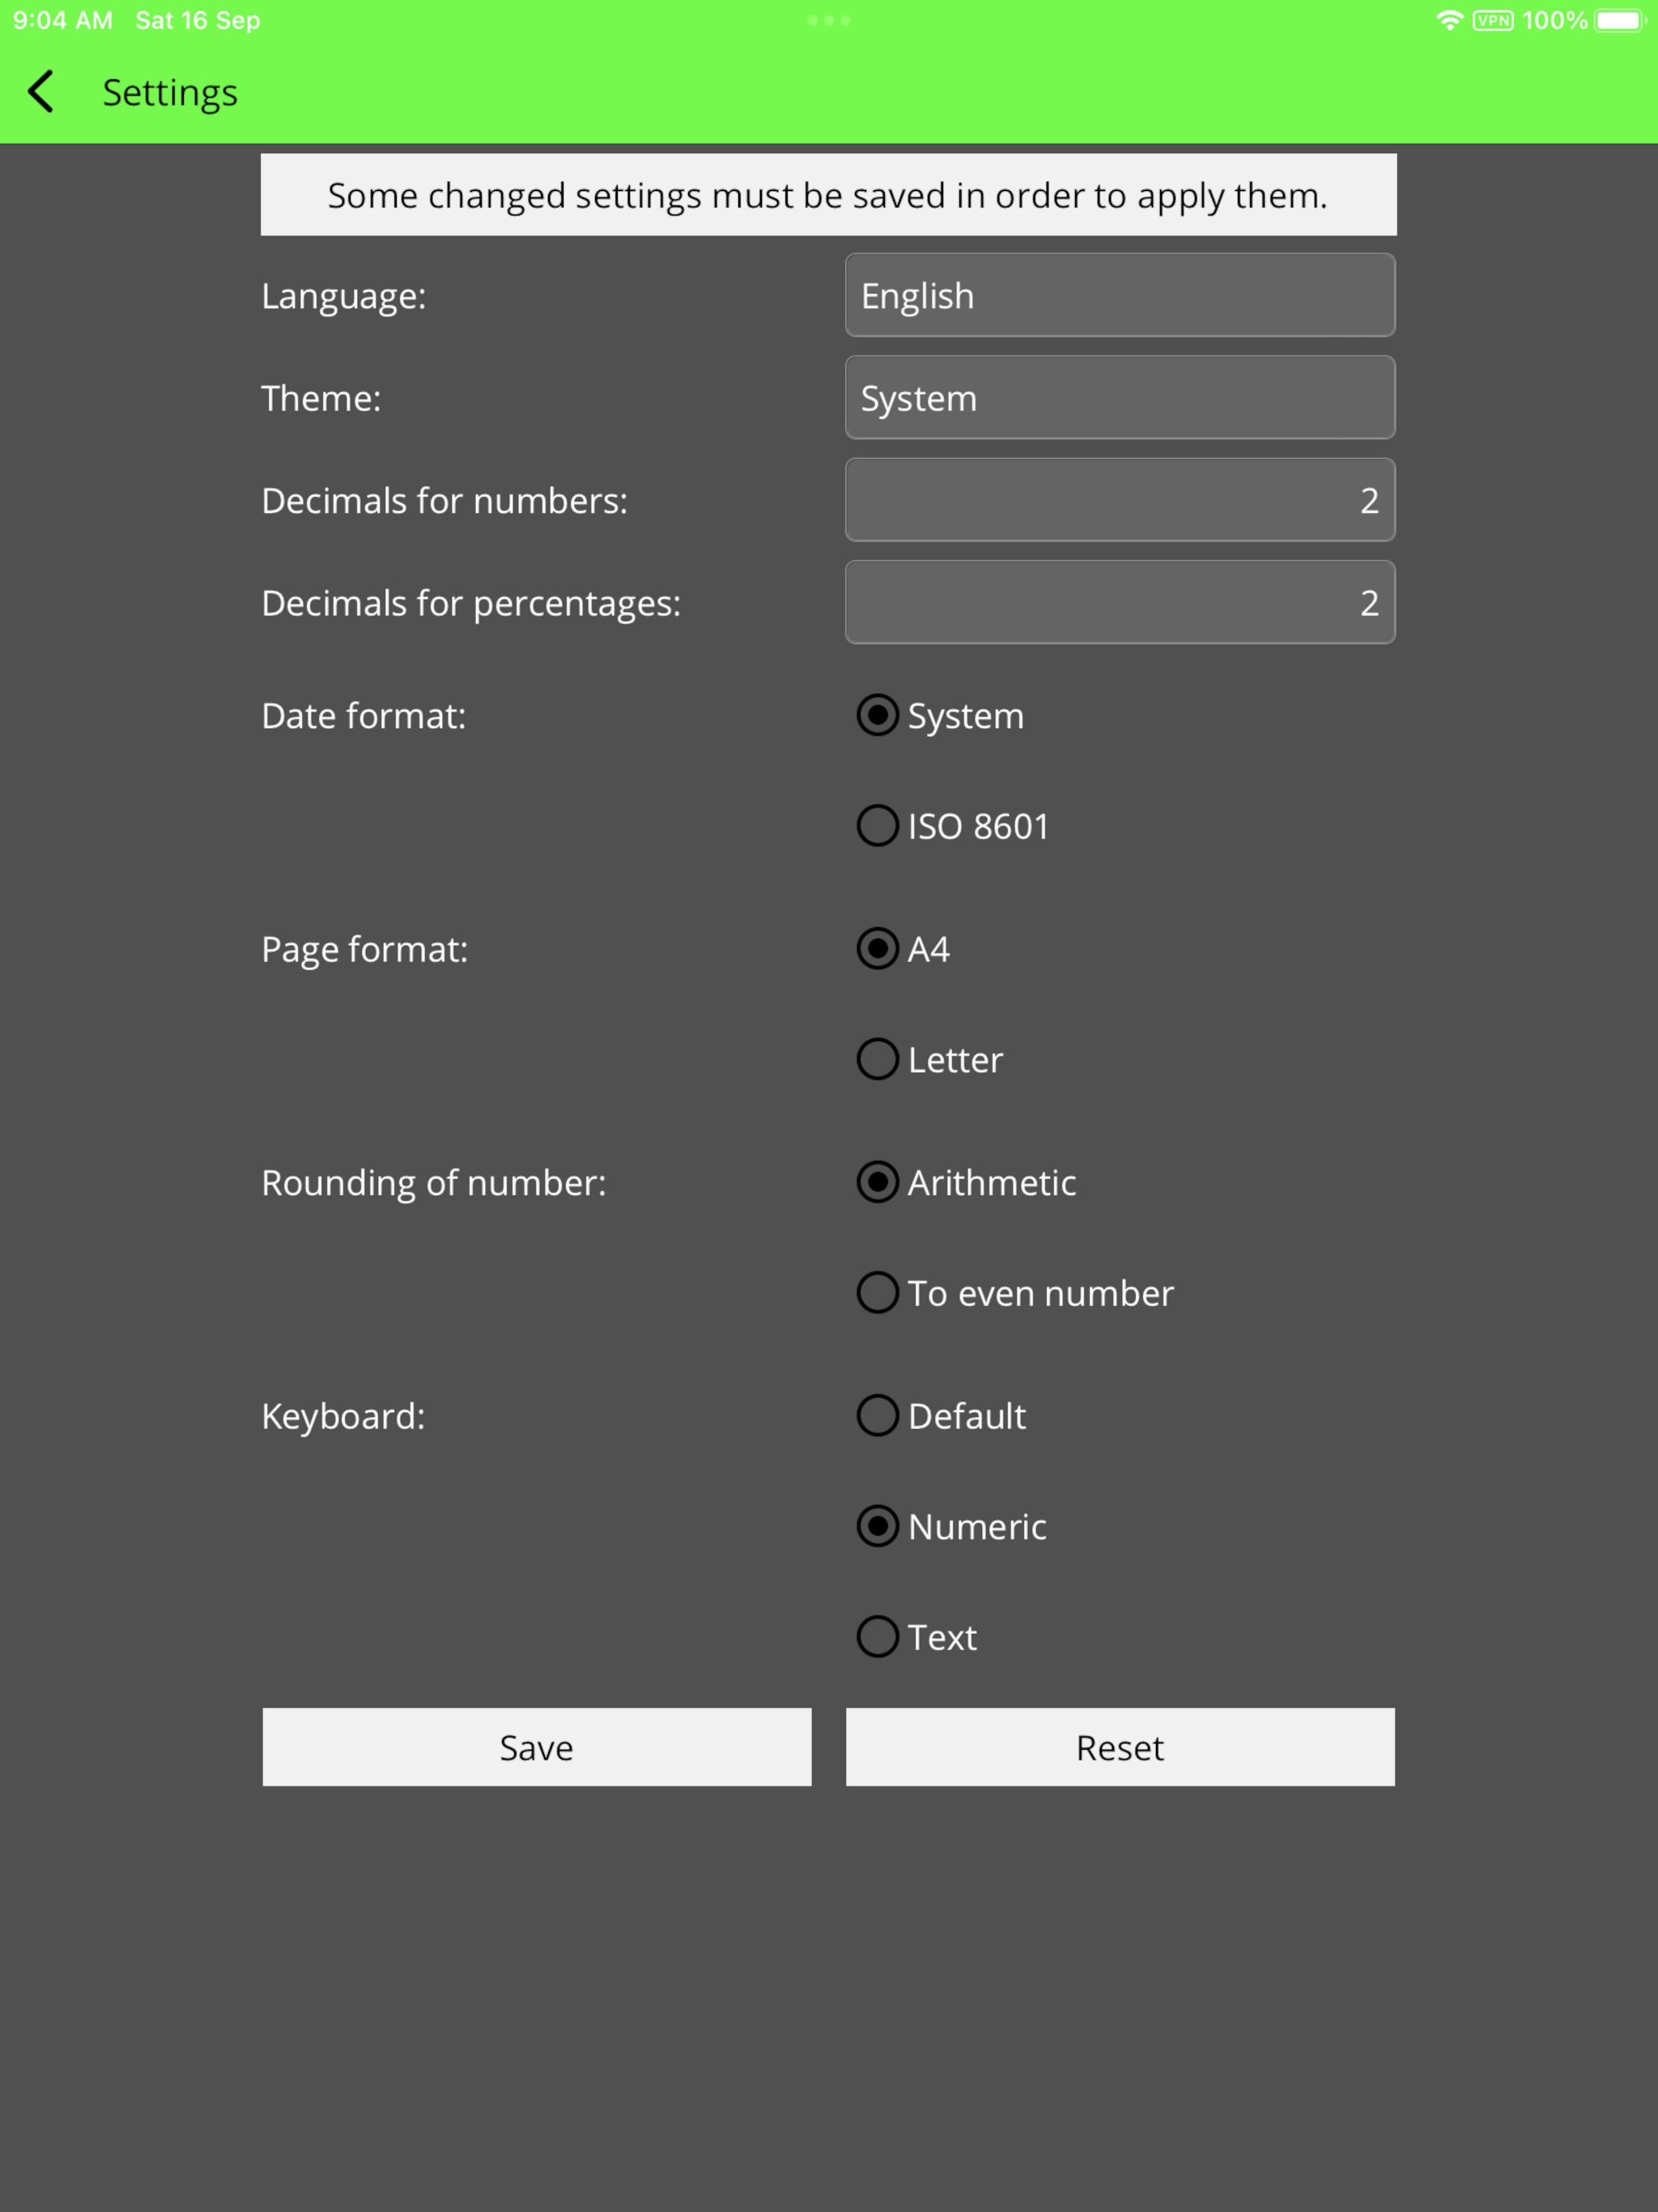 9:04 AM Sat 16 Sep VPN 100%
Settings
Some changed settings must be saved in order to apply them.
Language: English
Theme: System
Decimals for numbers: 2
Decimals for percentages: 2
Date format: System
ISO 8601
Page format: A4
Letter
Rounding of number: Arithmetic
To even number
Keyboard: Default
Numeric
Text
Save Reset